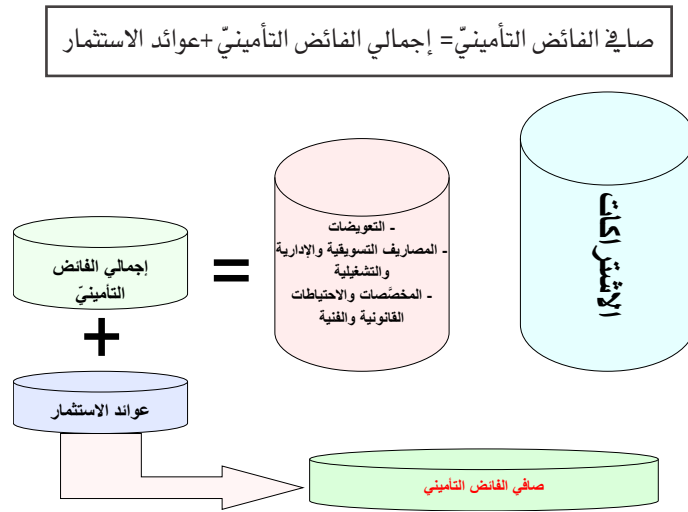 صافي الفائض التأمينيّ= إجمالي الفائض التأمينيّ+عوائد الاستثمار
الإشتراكات
- التعويضات
- المصاريف التسويقية والإدارية
والتشغيلية
- المخصَّصات والاحتياطات
القانونية والفنية
=
إجمالي الفائض
التأمينيّ
+
عوائد الاستثمار
صافي الفائض التأميني